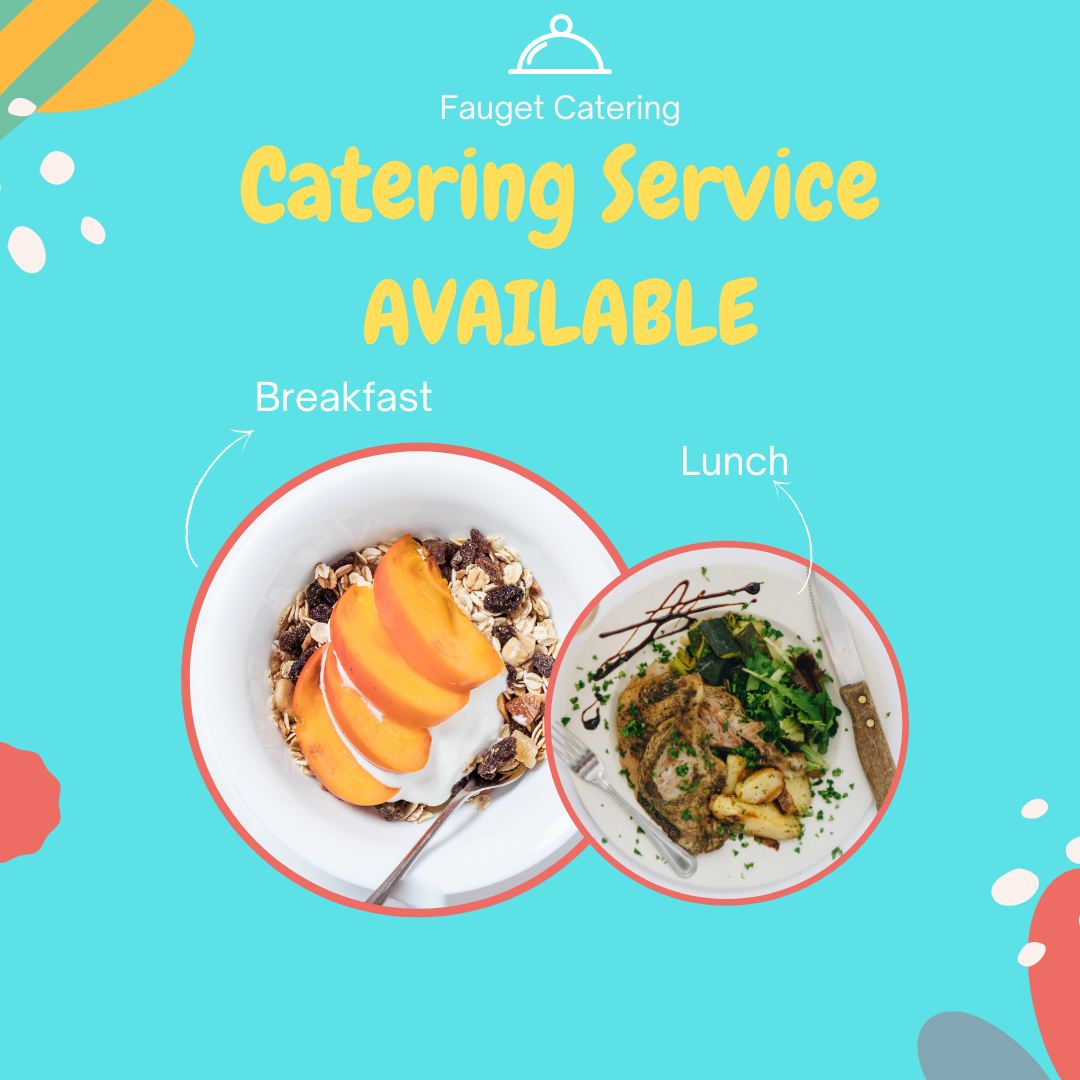 Fauget Catering
Catering Service
AVAILABLE
Breakfast
Lunch